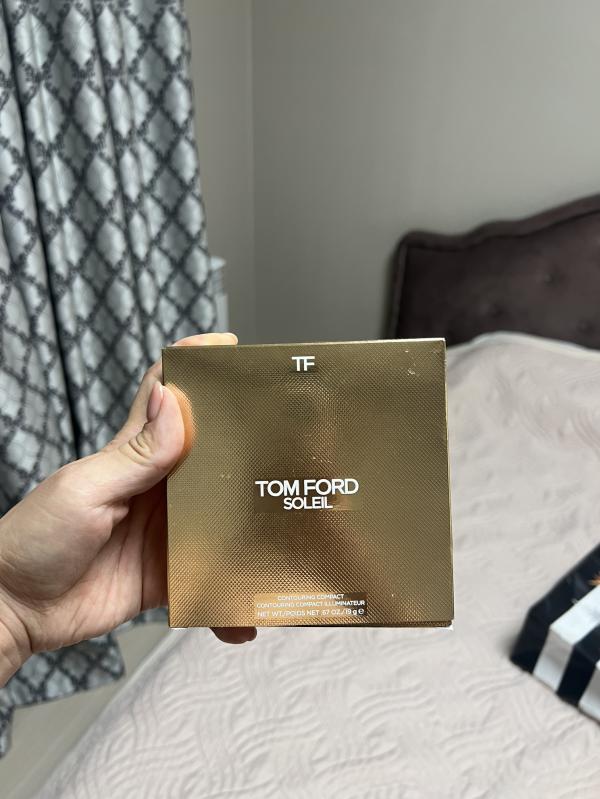 TF
TOM FORD
SOLEIL
CONTOURING COMPACT
CONTOURING COMPACT ILLUMINATEUR
NET WT./POIDS NET .67 OZ./19 g ℮